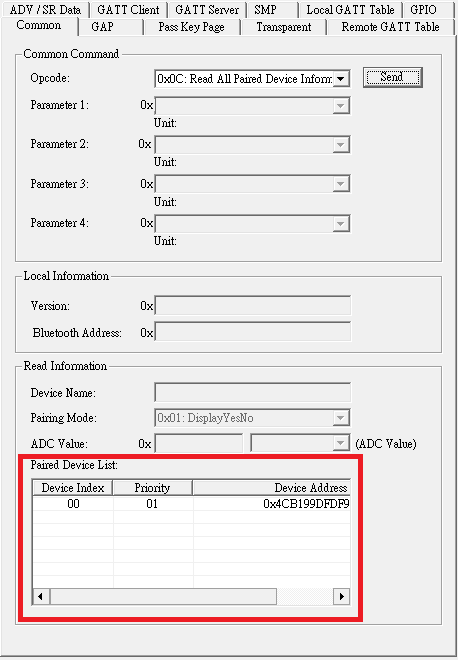 ADV / SR Data GATT Client GATT Server SMP Local GATT Table GPIO
Common GAP Pass Key Page Transparent Remote GATT Table
Common Command
Opcode: 0x0C: Read All Paired Device Inform Send
Parameter 1: 0x
Unit:
Parameter 2: 0x
Unit:
Parameter 3: 0x
Unit:
Parameter 4: 0x
Unit:
Local Information
Version: 0x
Bluetooth Address: 0x
Read Information
Device Name:
Pairing Mode: 0x01: DisplayYesNo
ADC Value: 0x (ADC Value)
Paired Device List:
Device Index Priority Device Address
00 01 0x4CB199DFDF9